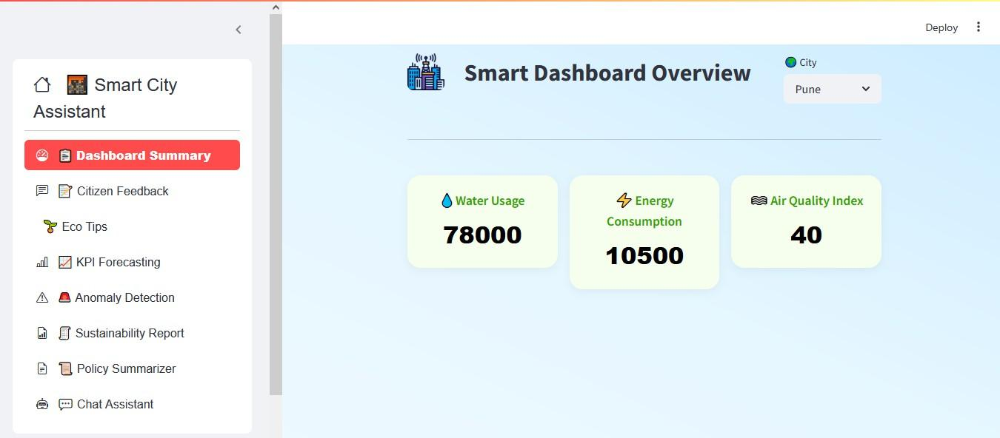 Smart City
Assistant
Dashboard Summary
Citizen Feedback
Eco Tips
KPI Forecasting
Anomaly Detection
Sustainability Report
Policy Summarizer
Chat Assistant
Deploy
Smart Dashboard Overview
City
Pune
Water Usage
78000
Energy
Consumption
10500
Air Quality Index
40